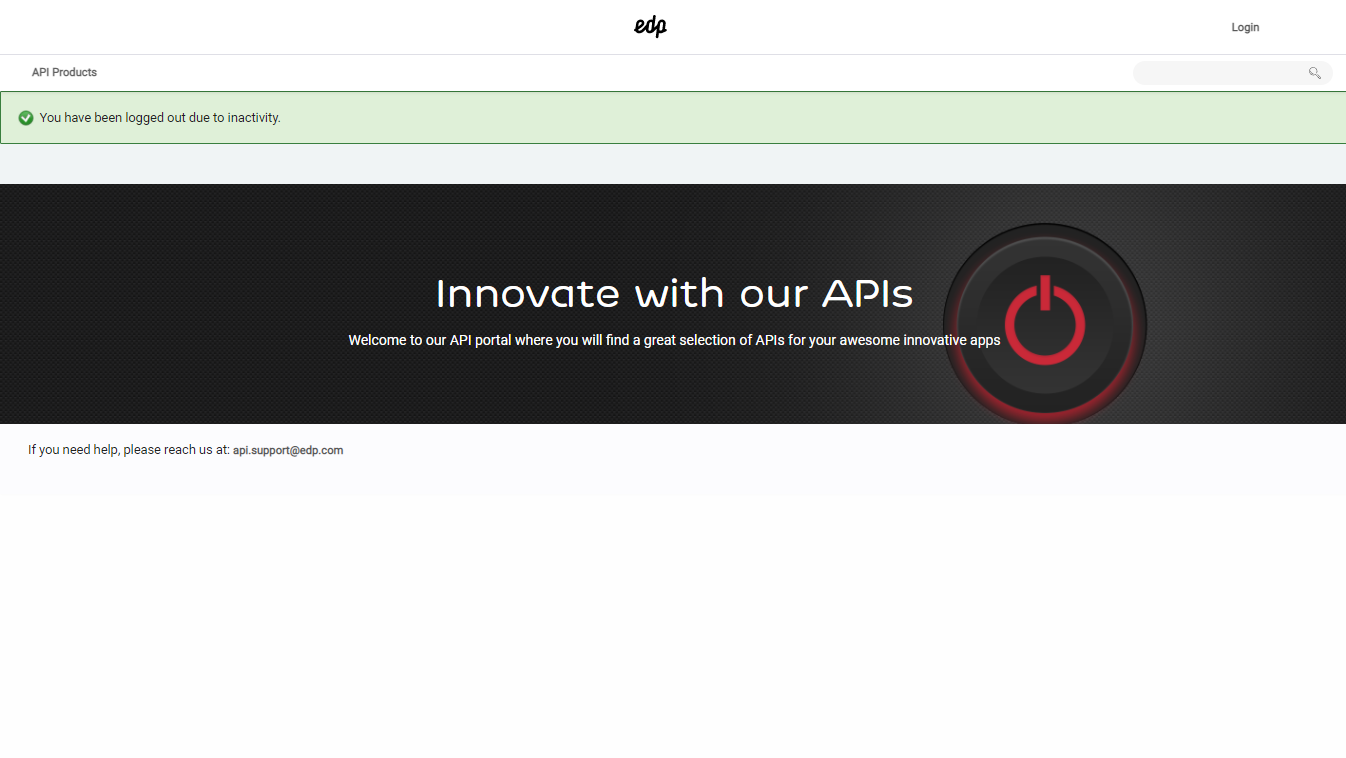 edp
Login
API Products
You have been logged out due to inactivity.
Innovate with our APIs
Welcome to our API portal where you will find a great selection of APIs for your awesome innovative apps
If you need help, please reach us at: api.support@edp.com